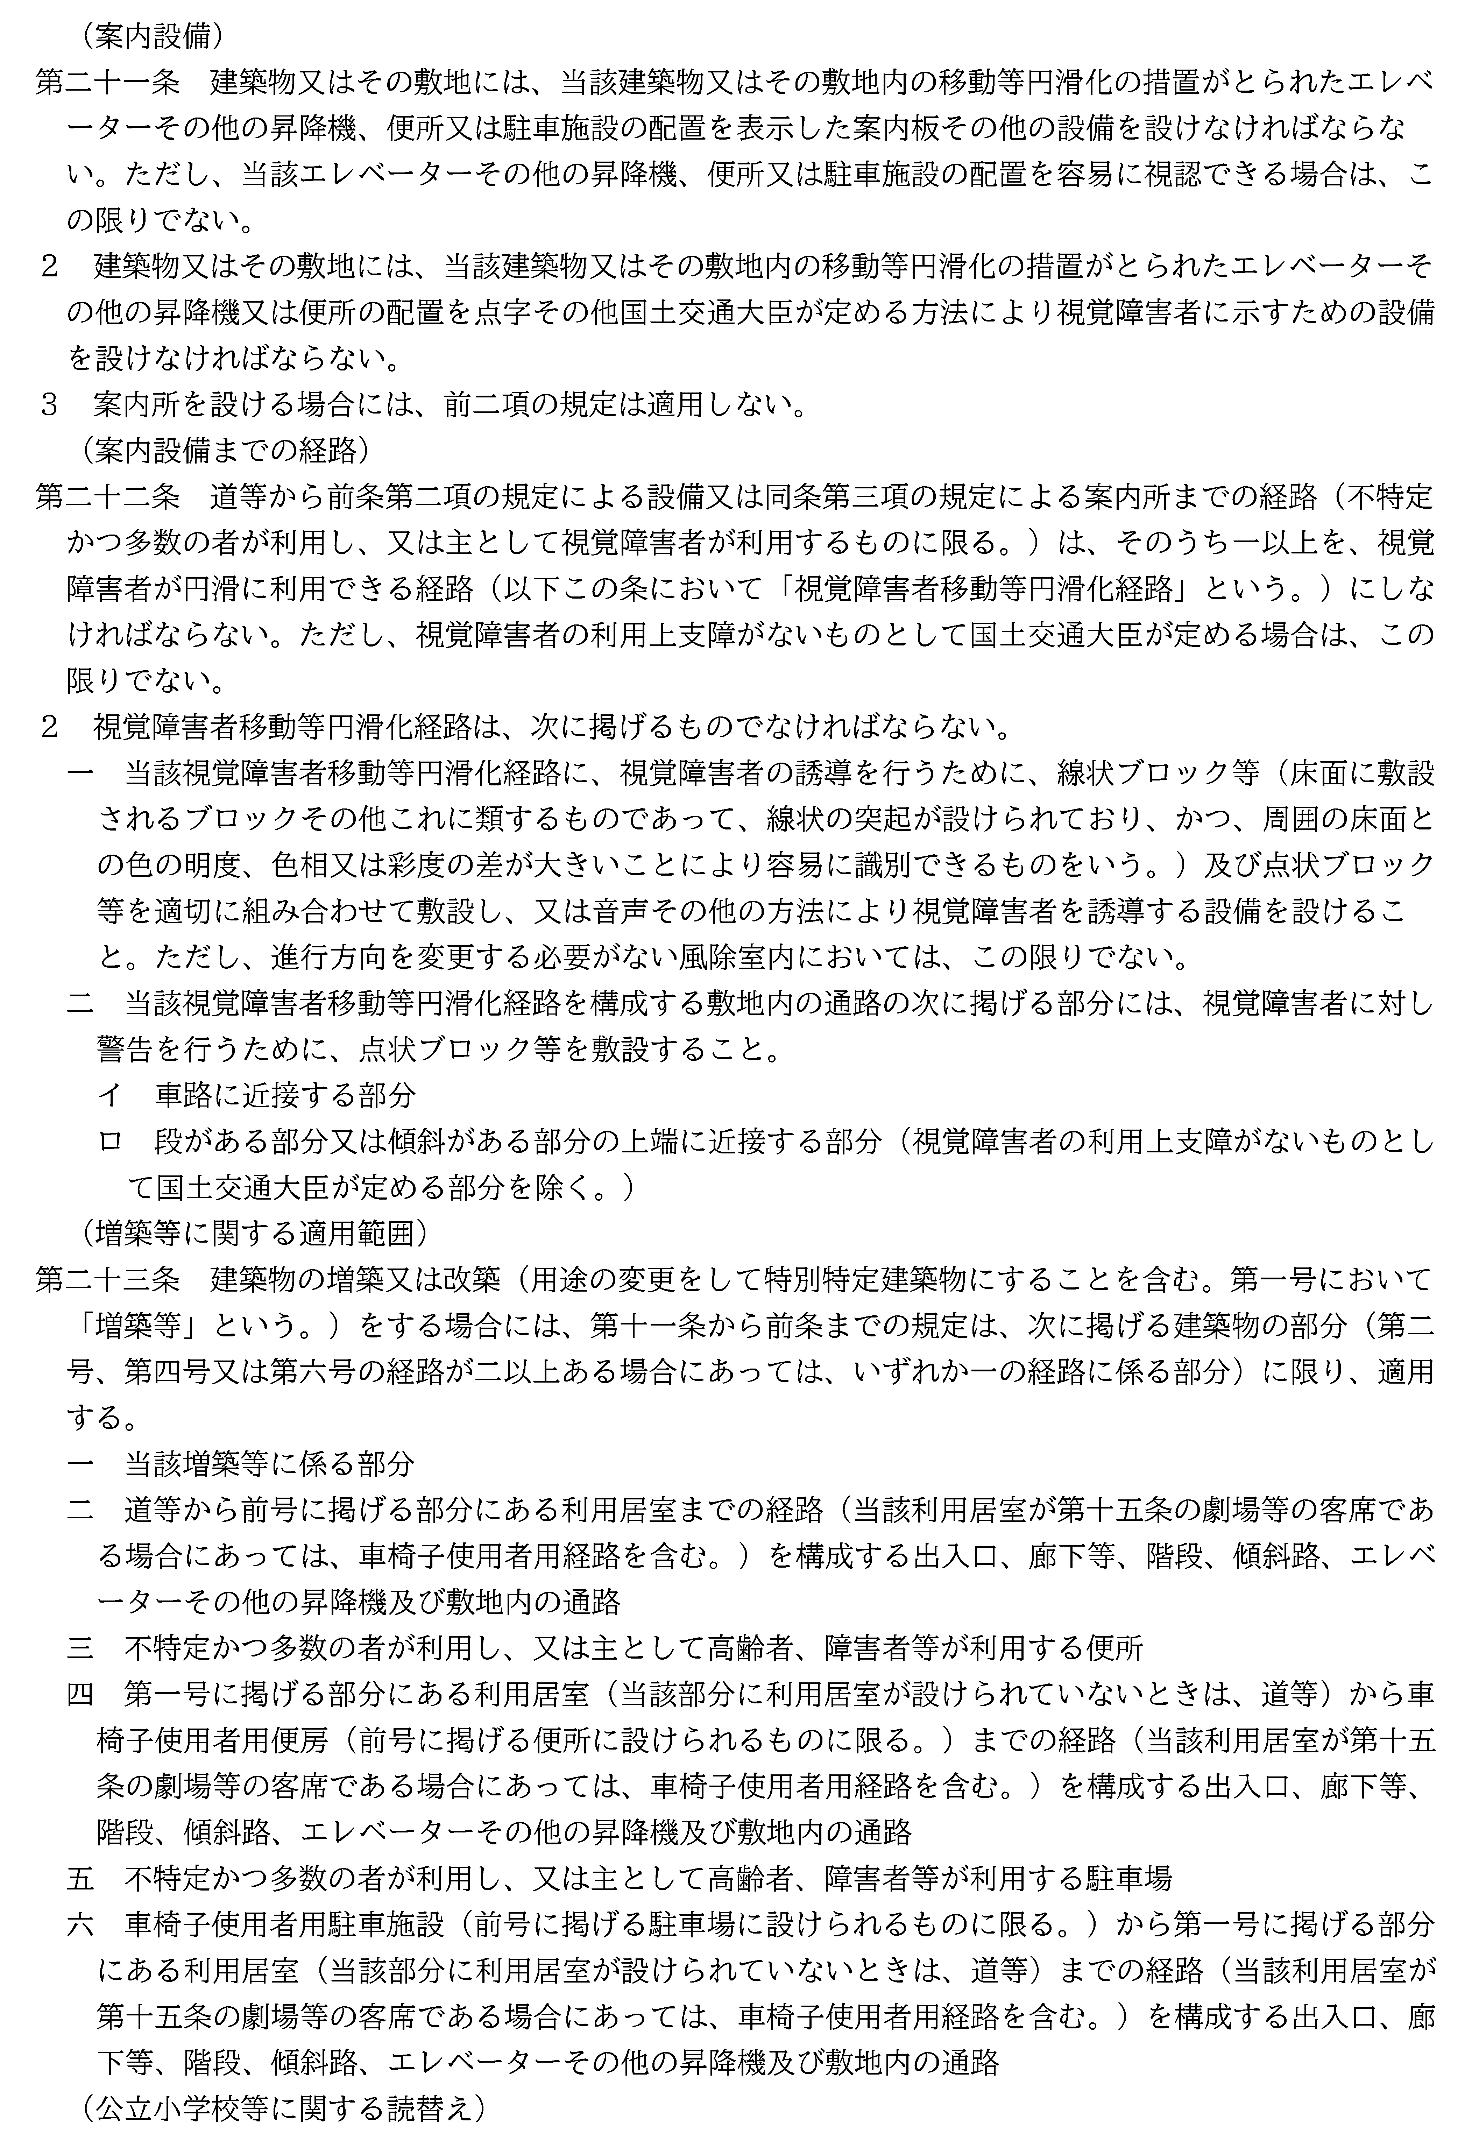 （案内設備）
第二十一条　建築物又はその敷地には、当該建築物又はその敷地内の移動等円滑化の措置がとられたエレベ
ーターその他の昇降機、便所又は駐車施設の配置を表示した案内板その他の設備を設けなければならな
い。ただし、当該エレベーターその他の昇降機、便所又は駐車施設の配置を容易に視認できる場合は、こ
の限りでない。
２　建築物又はその敷地には、当該建築物又はその敷地内の移動等円滑化の措置がとられたエレベーターそ
の他の昇降機又は便所の配置を点字その他国土交通大臣が定める方法により視覚障害者に示すための設備
を設けなければならない。
３　案内所を設ける場合には、前二項の規定は適用しない。
（案内設備までの経路）
第二十二条　道等から前条第二項の規定による設備又は同条第三項の規定による案内所までの経路（不特定
かつ多数の者が利用し、又は主として視覚障害者が利用するものに限る。）は、そのうち一以上を、視覚
障害者が円滑に利用できる経路（以下この条において「視覚障害者移動等円滑化経路」という。）にしな
ければならない。ただし、視覚障害者の利用上支障がないものとして国土交通大臣が定める場合は、この
限りでない。
２　視覚障害者移動等円滑化経路は、次に掲げるものでなければならない。
一　当該視覚障害者移動等円滑化経路に、視覚障害者の誘導を行うために、線状ブロック等（床面に敷設
されるブロックその他これに類するものであって、線状の突起が設けられており、かつ、周囲の床面と
の色の明度、色相又は彩度の差が大きいことにより容易に識別できるものをいう。）及び点状ブロック
等を適切に組み合わせて敷設し、又は音声その他の方法により視覚障害者を誘導する設備を設けるこ
と。ただし、進行方向を変更する必要がない風除室内においては、この限りでない。
二　当該視覚障害者移動等円滑化経路を構成する敷地内の通路の次に掲げる部分には、視覚障害者に対し
警告を行うために、点状ブロック等を敷設すること。
イ　車路に近接する部分
ロ　段がある部分又は傾斜がある部分の上端に近接する部分（視覚障害者の利用上支障がないものとし
て国土交通大臣が定める部分を除く。）
（増築等に関する適用範囲）
第二十三条　建築物の増築又は改築（用途の変更をして特別特定建築物にすることを含む。第一号において
「増築等」という。）をする場合には、第十一条から前条までの規定は、次に掲げる建築物の部分（第二
号、第四号又は第六号の経路が二以上ある場合にあっては、いずれか一の経路に係る部分）に限り、適用
する。
一　当該増築等に係る部分
二　道等から前号に掲げる部分にある利用居室までの経路（当該利用居室が第十五条の劇場等の客席であ
る場合にあっては、車椅子使用者用経路を含む。）を構成する出入口、廊下等、階段、傾斜路、エレベ
ーターその他の昇降機及び敷地内の通路
三　不特定かつ多数の者が利用し、又は主として高齢者、障害者等が利用する便所
四　第一号に掲げる部分にある利用居室（当該部分に利用居室が設けられていないときは、道等）から車
椅子使用者用便房（前号に掲げる便所に設けられるものに限る。）までの経路（当該利用居室が第十五
条の劇場等の客席である場合にあっては、車椅子使用者用経路を含む。）を構成する出入口、廊下等、
階段、傾斜路、エレベーターその他の昇降機及び敷地内の通路
五　不特定かつ多数の者が利用し、又は主として高齢者、障害者等が利用する駐車場
六　車椅子使用者用駐車施設（前号に掲げる駐車場に設けられるものに限る。）から第一号に掲げる部分
にある利用居室（当該部分に利用居室が設けられていないときは、道等）までの経路（当該利用居室が
第十五条の劇場等の客席である場合にあっては、車椅子使用者用経路を含む。）を構成する出入口、廊
下等、階段、傾斜路、エレベーターその他の昇降機及び敷地内の通路
（公立小学校等に関する読替え）